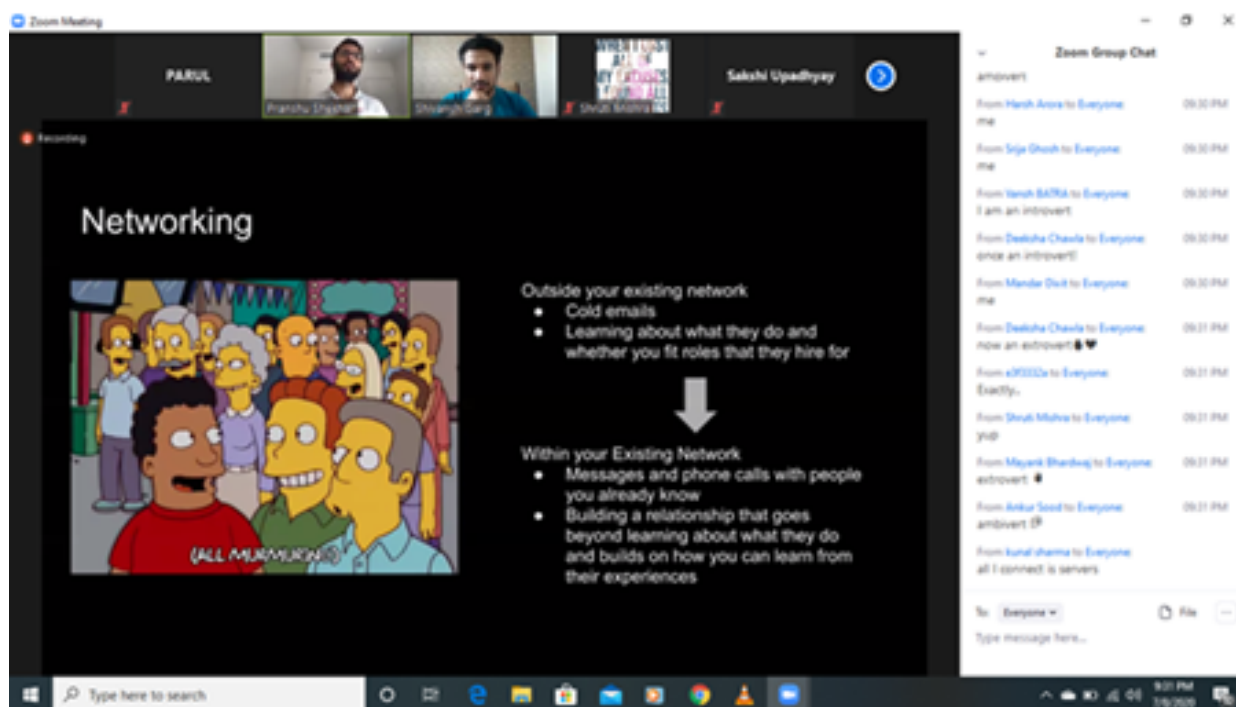 Zoom Meeting
PARUL
Pranshu
Shivansh Garg
Shruti Mishra
Sakshi Upadhyay
Recording
Networking
(ALL MURMURING)
Outside your existing network
● Cold emails
● Learning about what they do and
whether you fit roles that they hire for
Within your Existing Network
● Messages and phone calls with people
you already know
● Building a relationship that goes
beyond learning about what they do
and builds on how you can learn from
their experiences
Zoom Group Chat
From Harsh Arora to Everyone: 09:30 PM
me
From Srija Ghosh to Everyone: 09:30 PM
me
From Vansh BATRA to Everyone: 09:30 PM
I am an introvert
From Deeksha Chawla to Everyone: 09:30 PM
once an introvert!
From Mandar Dixit to Everyone: 09:30 PM
me
From Deeksha Chawla to Everyone: 09:31 PM
now an extrovert
From to Everyone: 09:31 PM
Exactly..
From Shruti Mishra to Everyone: 09:31 PM
yup
From Mayank Bhardwaj to Everyone: 09:31 PM
extrovert
From Ankur Sood to Everyone: 09:31 PM
ambivert
From kunal sharma to Everyone:
all I connect is servers
To: Everyone File
Type message here...
Type here to search
9:31 PM